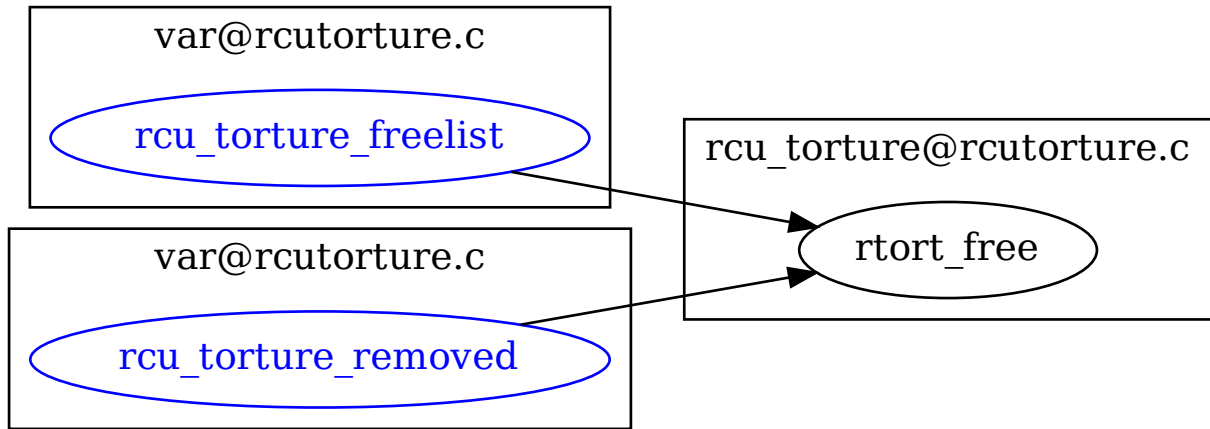 var@rcutorture.c
rcu_torture_freelist
var@rcutorture.c
rcu_torture_removed
rcu_torture@rcutorture.c
rtort_free